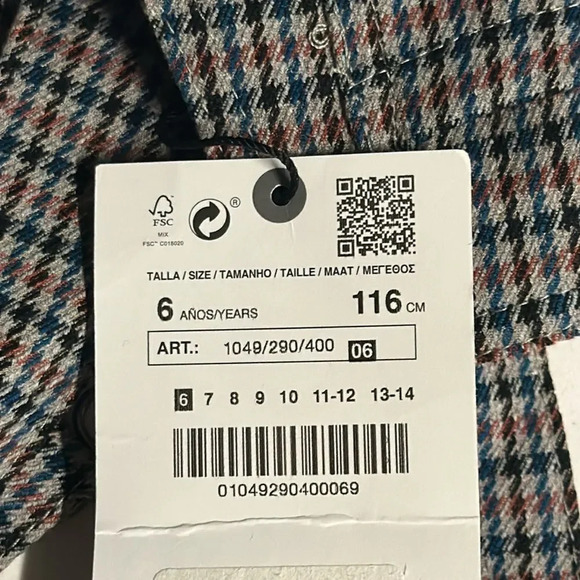 ®
FSC
MIX
FSC™ C018020
TALLA / SIZE / TAMANHO / TAILLE / MAAT / ΜΕΓΕΘΟΣ
6 AÑOS/YEARS 116 CM
ART.: 1049/290/400 06
6 7 8 9 10 11-12 13-14
01049290400069